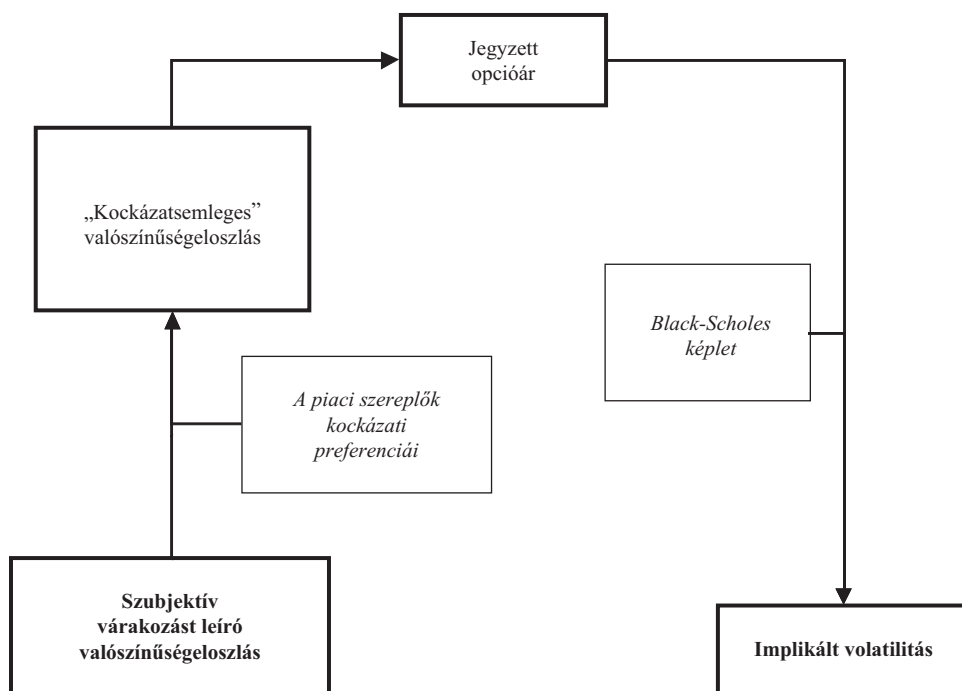 Jegyzett
opcióár
„Kockázatsemleges”
valószínűségeloszlás
Black-Scholes
képlet
A piaci szereplők
kockázati
preferenciái
Szubjektív
várakozást leíró
valószínűségeloszlás
Implikált volatilitás